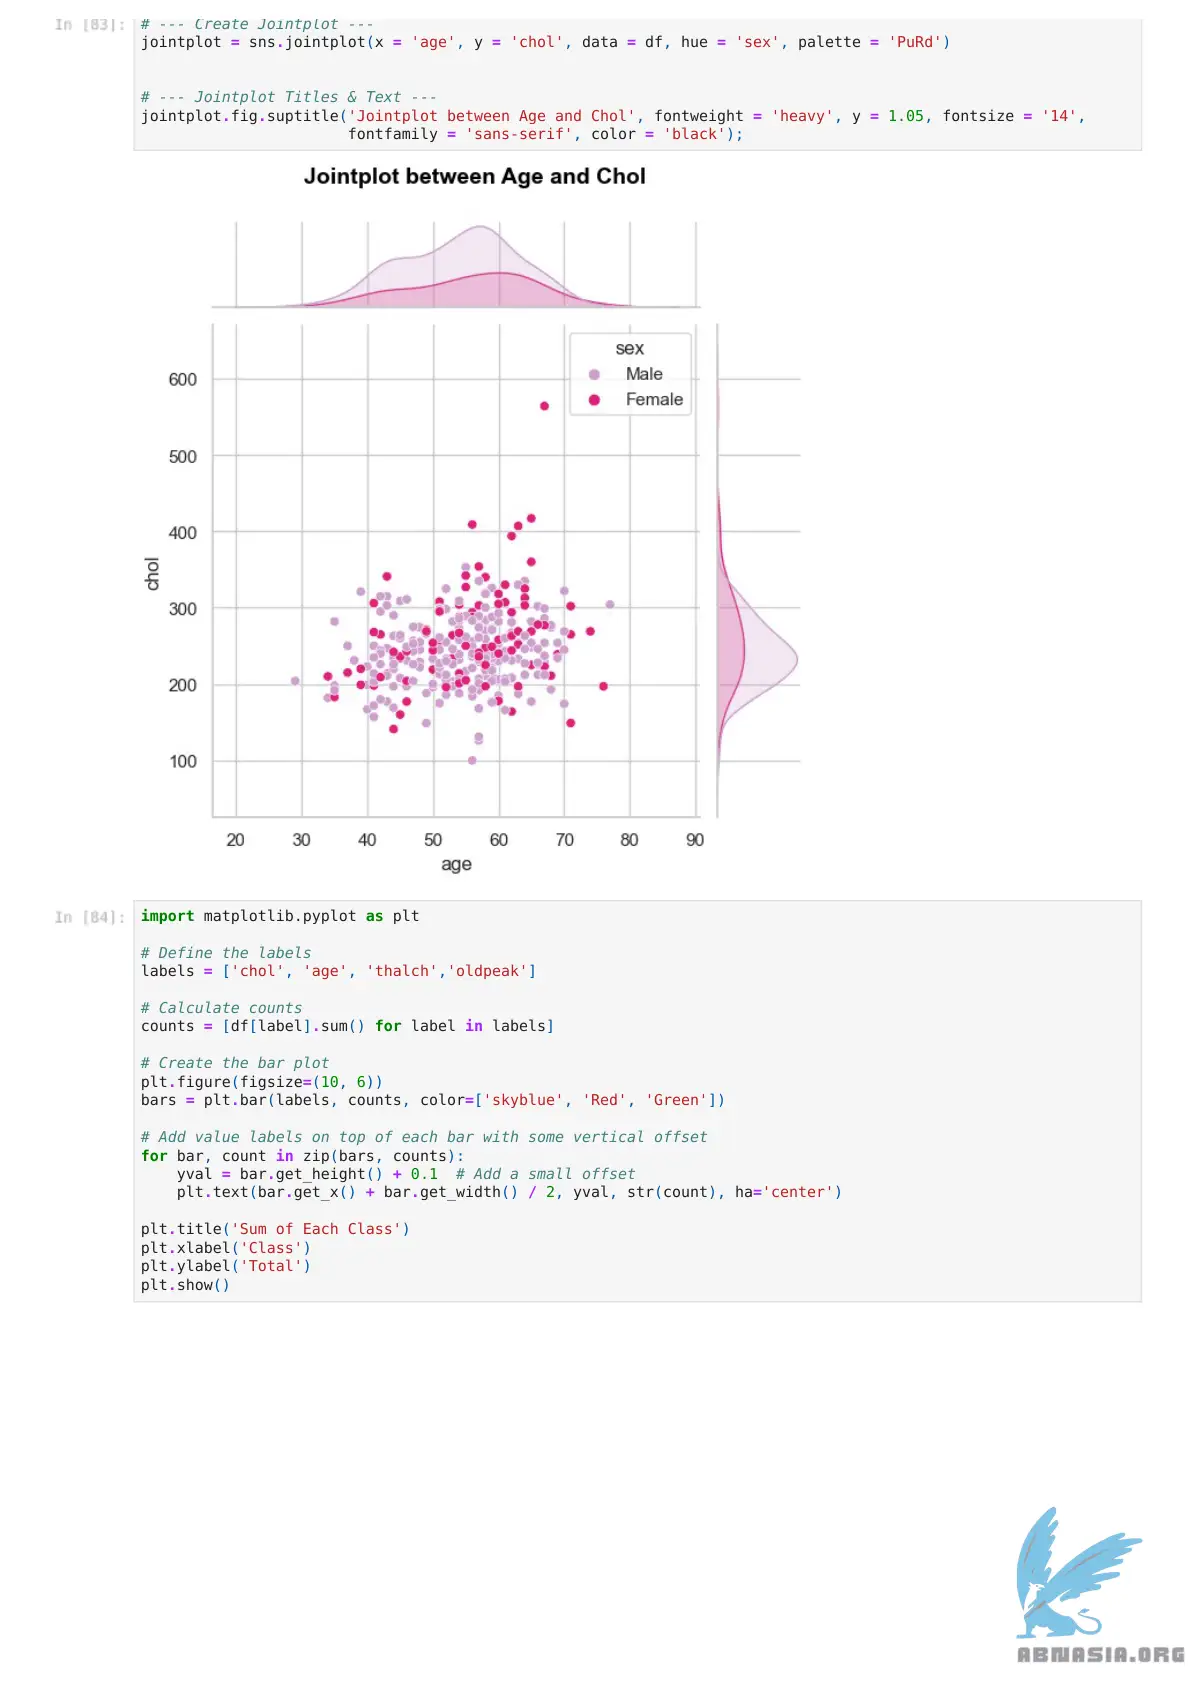 In [83]:
# --- Create Jointplot ---
jointplot = sns.jointplot(x = 'age', y = 'chol', data = df, hue = 'sex', palette = 'PuRd')
# --- Jointplot Titles & Text ---
jointplot.fig.suptitle('Jointplot between Age and Chol', fontweight = 'heavy', y = 1.05, fontsize = '14',
fontfamily = 'sans-serif', color = 'black');
Jointplot between Age and Chol
sex
Male
Female
600
500
400
300
200
100
chol
20 30 40 50 60 70 80 90
age
In [84]:
import matplotlib.pyplot as plt
# Define the labels
labels = ['chol', 'age', 'thalch','oldpeak']
# Calculate counts
counts = [df[label].sum() for label in labels]
# Create the bar plot
plt.figure(figsize=(10, 6))
bars = plt.bar(labels, counts, color=['skyblue', 'Red', 'Green'])
# Add value labels on top of each bar with some vertical offset
for bar, count in zip(bars, counts):
    yval = bar.get_height() + 0.1  # Add a small offset
    plt.text(bar.get_x() + bar.get_width() / 2, yval, str(count), ha='center')
plt.title('Sum of Each Class')
plt.xlabel('Class')
plt.ylabel('Total')
plt.show()
ABNASIA.ORG